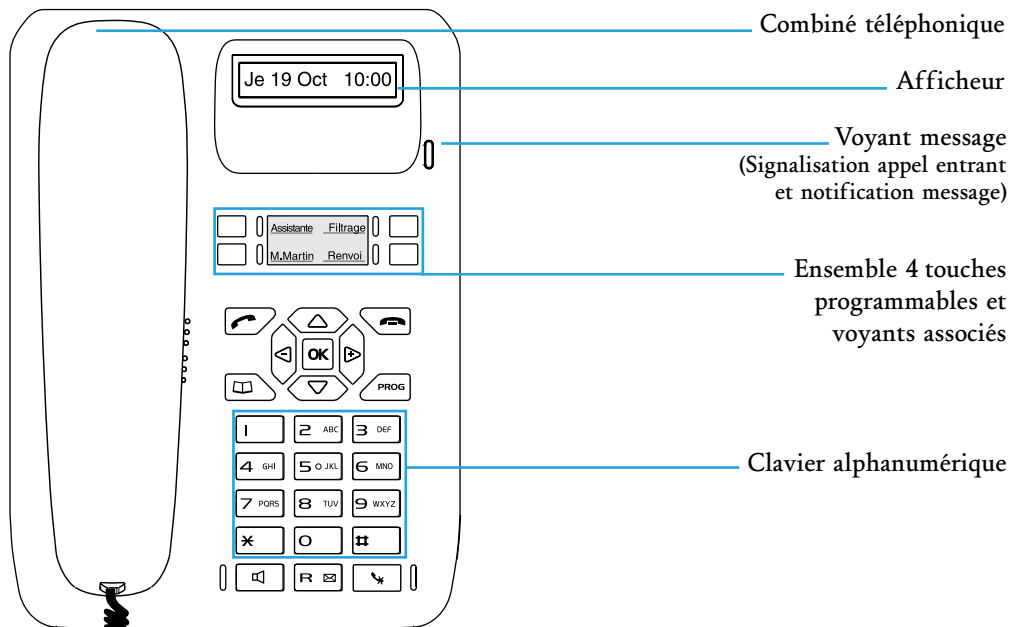 Combiné téléphonique
Je 19 Oct 10:00
Afficheur
Voyant message
(Signalisation appel entrant
et notification message)
Assistante Filtrage
M.Martin Renvoi
Ensemble 4 touches
programmables et
voyants associés
- OK +
PROG
1 2 ABC 3 DEF
4 GHI 5 JKL 6 MNO
Clavier alphanumérique
7 PQRS 8 TUV 9 WXYZ
* 0 #
R